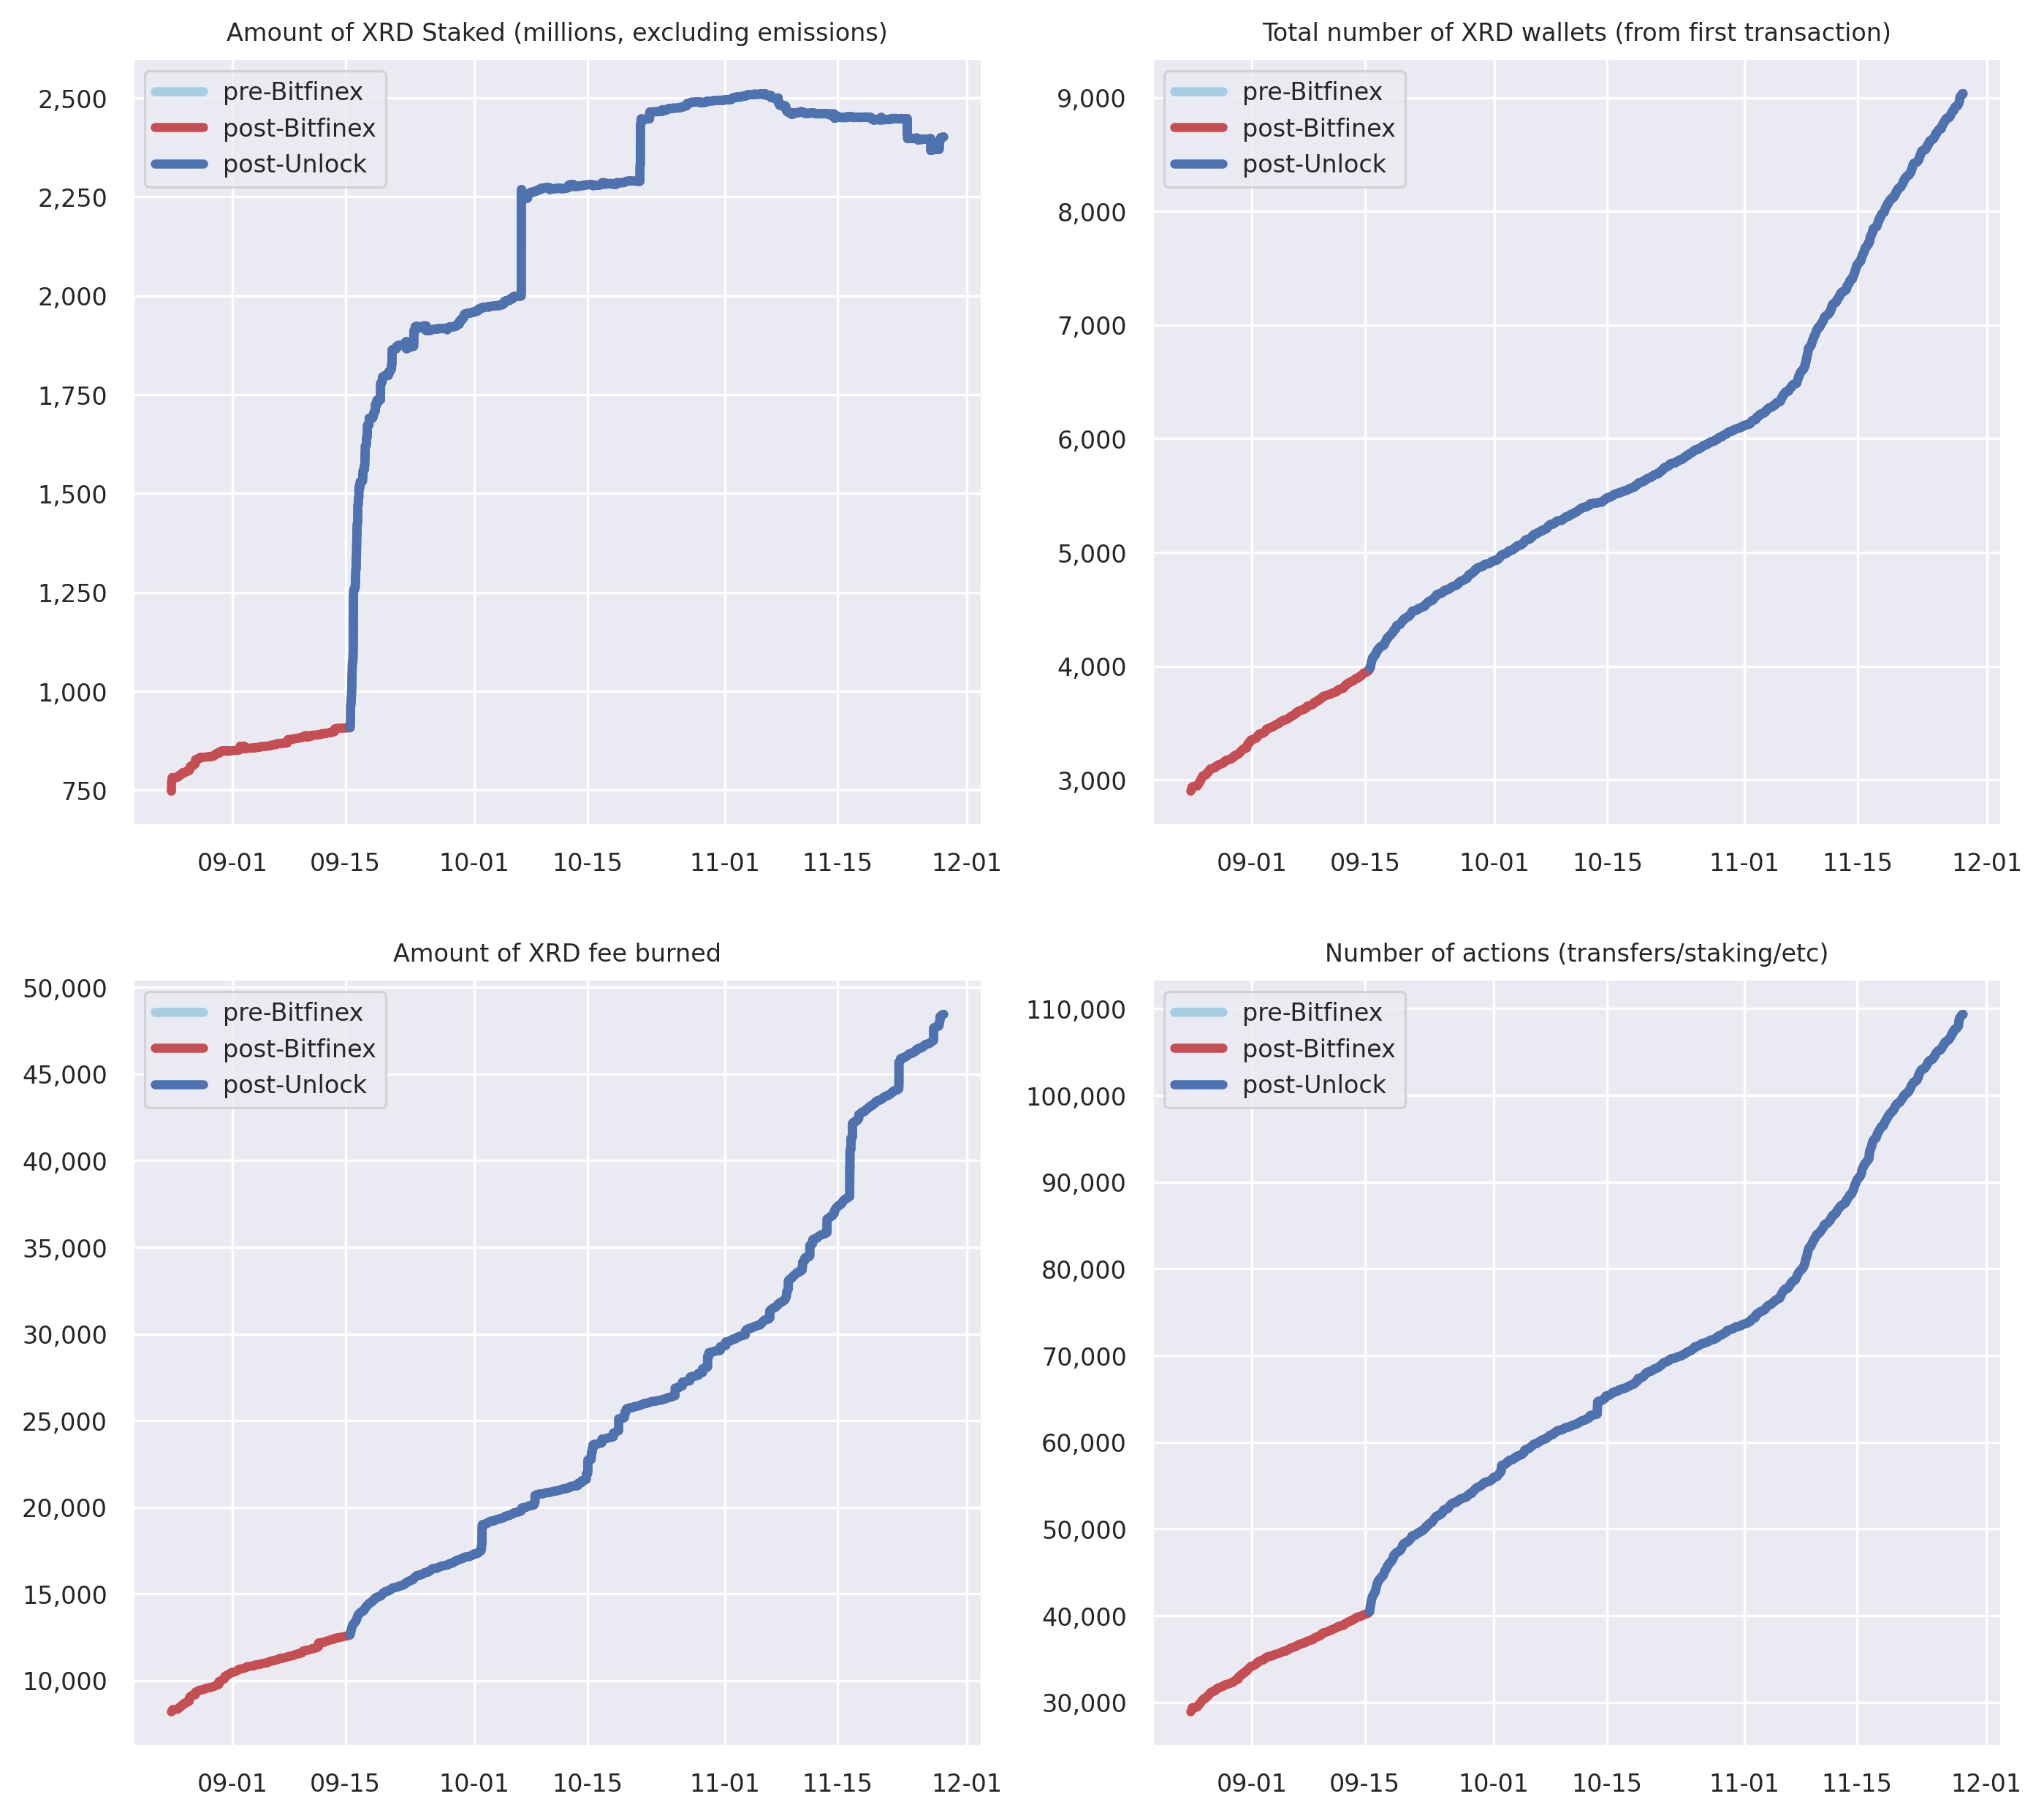 Amount of XRD Staked (millions, excluding emissions)
pre-Bitfinex
post-Bitfinex
post-Unlock
2,500
2,250
2,000
1,750
1,500
1,250
1,000
750
09-01 09-15 10-01 10-15 11-01 11-15 12-01
Total number of XRD wallets (from first transaction)
pre-Bitfinex
post-Bitfinex
post-Unlock
9,000
8,000
7,000
6,000
5,000
4,000
3,000
09-01 09-15 10-01 10-15 11-01 11-15 12-01
Amount of XRD fee burned
pre-Bitfinex
post-Bitfinex
post-Unlock
50,000
45,000
40,000
35,000
30,000
25,000
20,000
15,000
10,000
09-01 09-15 10-01 10-15 11-01 11-15 12-01
Number of actions (transfers/staking/etc)
pre-Bitfinex
post-Bitfinex
post-Unlock
110,000
100,000
90,000
80,000
70,000
60,000
50,000
40,000
30,000
09-01 09-15 10-01 10-15 11-01 11-15 12-01